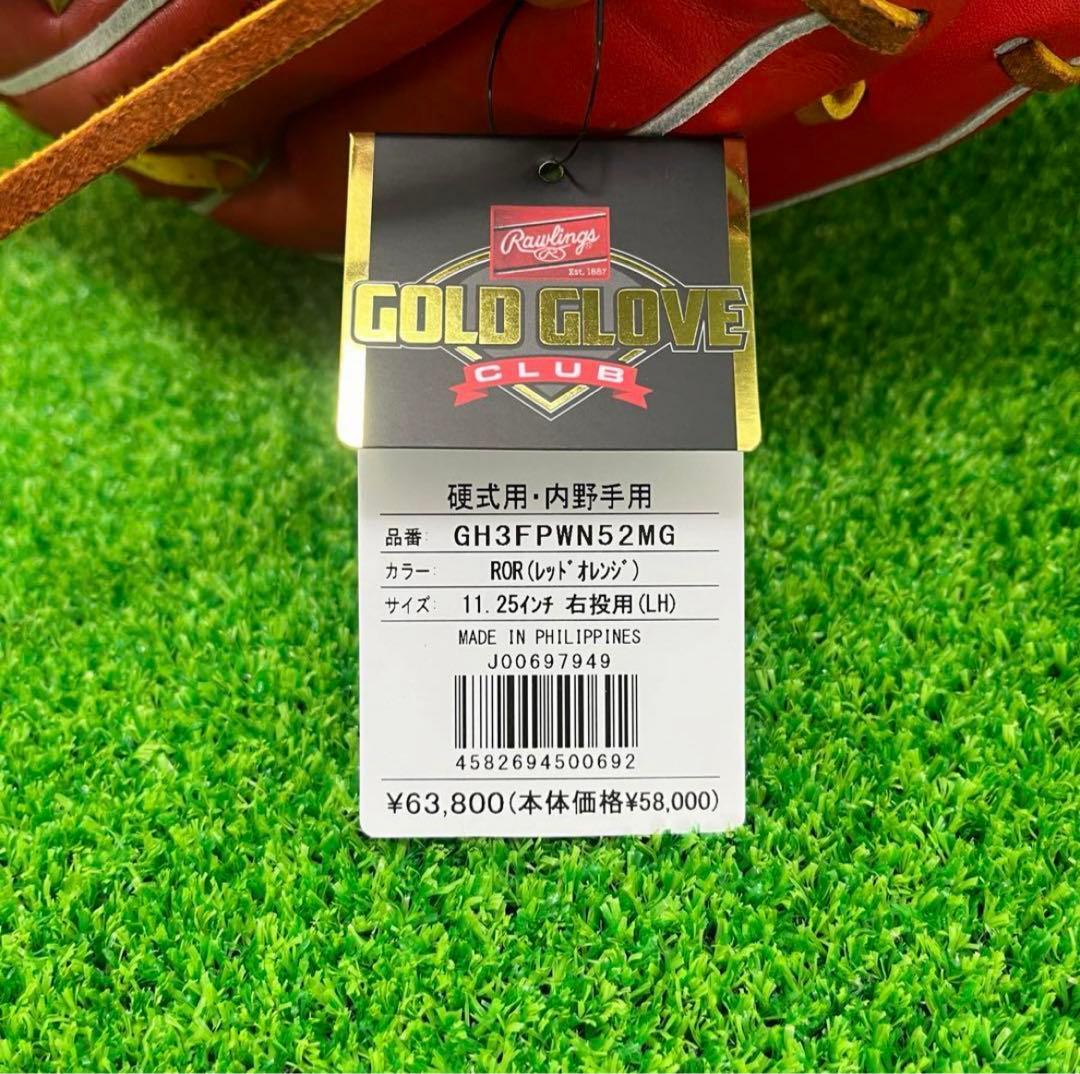 Rawlings
R
Est. 1887
GOLD GLOVE
CLUB
硬式用・内野手用
品番: GH3FPWN52MG
カラー: ROR(ﾚｯﾄﾞｵﾚﾝｼﾞ)
サイズ: 11.25ｲﾝﾁ 右投用(LH)
MADE IN PHILIPPINES
J00697949
4582694500692
¥63,800(本体価格¥58,000)